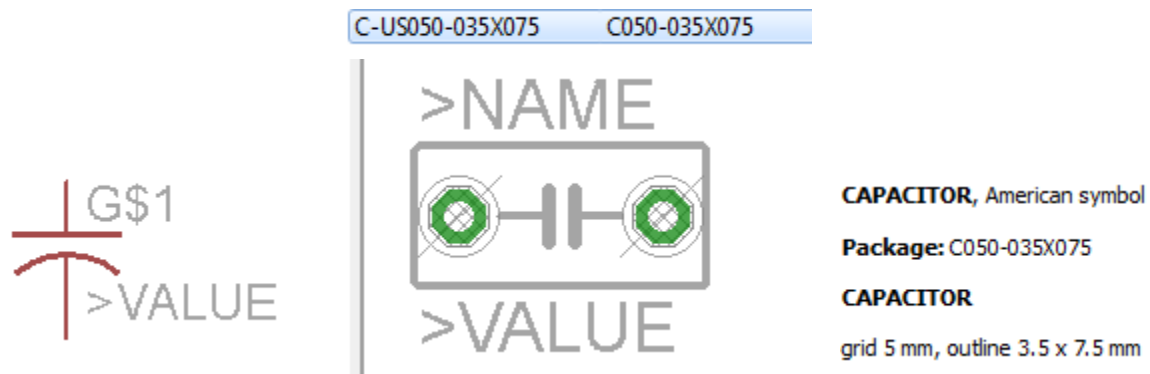 C-US050-035X075 C050-035X075
>NAME
G$1
>VALUE
>VALUE
CAPACITOR, American symbol
Package: C050-035X075
CAPACITOR
grid 5 mm, outline 3.5 x 7.5 mm